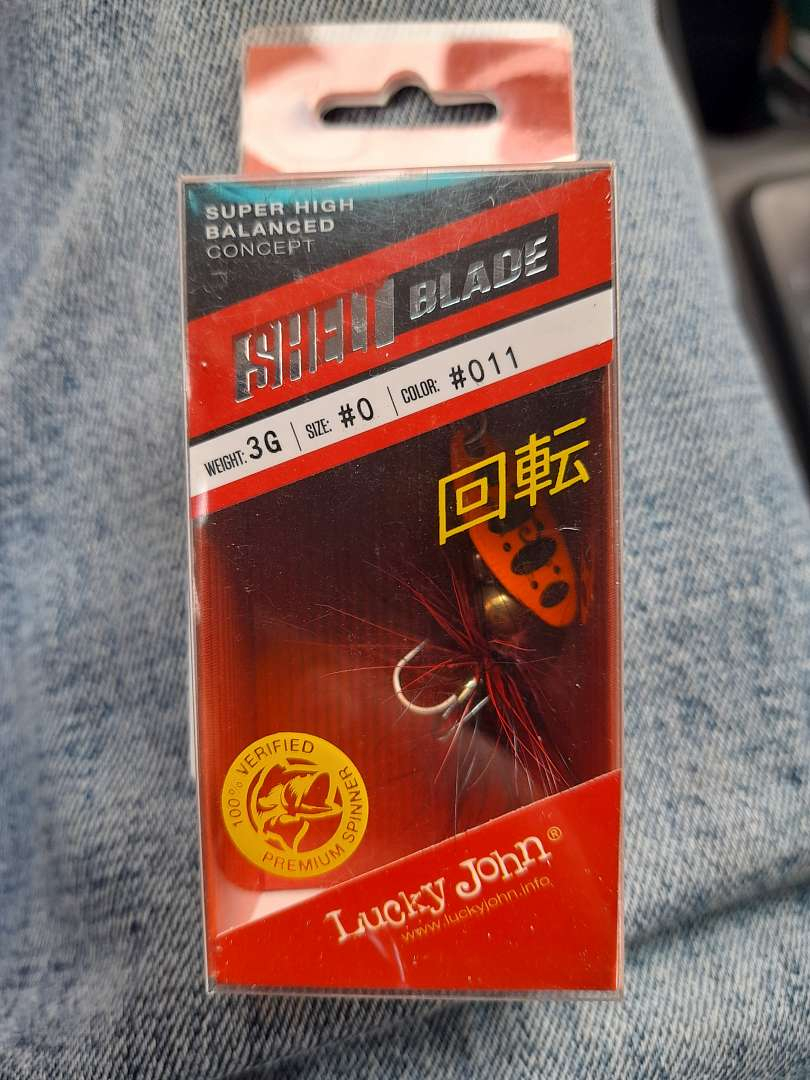 SUPER HIGH
BALANCED
CONCEPT
SHELT BLADE
WEIGHT: 3G | SIZE: #0 | COLOR: #011
回転
100% VERIFIED
PREMIUM SPINNER
Lucky John®
www.luckyjohn.info